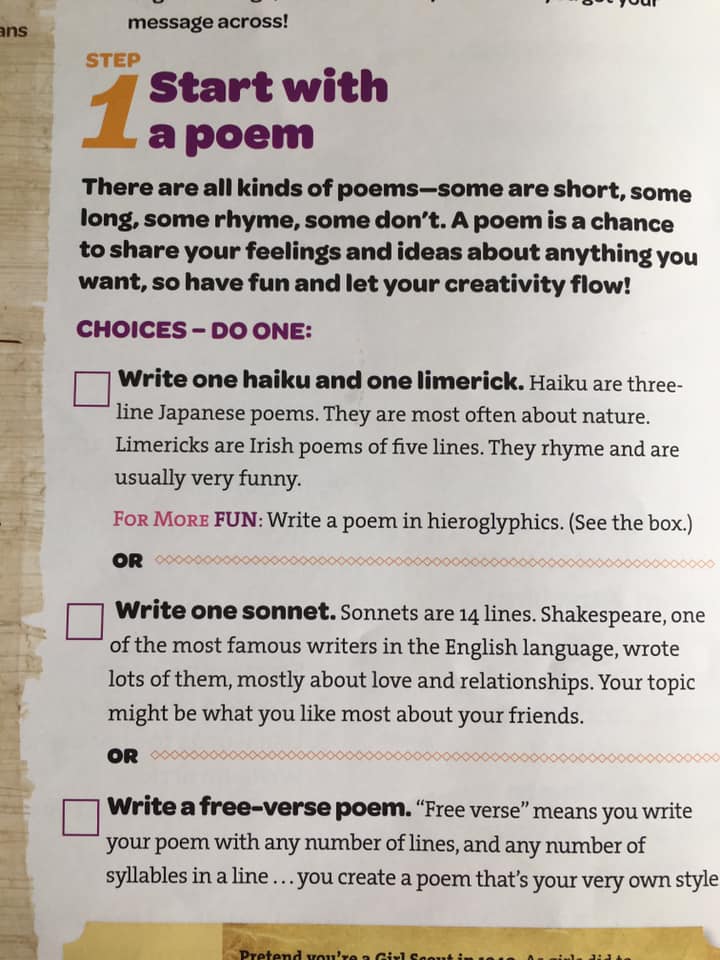 ans
message across!
STEP
1 Start with
a poem
There are all kinds of poems—some are short, some
long, some rhyme, some don't. A poem is a chance
to share your feelings and ideas about anything you
want, so have fun and let your creativity flow!
CHOICES – DO ONE:
Write one haiku and one limerick. Haiku are three-
line Japanese poems. They are most often about nature.
Limericks are Irish poems of five lines. They rhyme and are
usually very funny.
FOR MORE FUN: Write a poem in hieroglyphics. (See the box.)
OR
Write one sonnet. Sonnets are 14 lines. Shakespeare, one
of the most famous writers in the English language, wrote
lots of them, mostly about love and relationships. Your topic
might be what you like most about your friends.
OR
Write a free-verse poem. “Free verse” means you write
your poem with any number of lines, and any number of
syllables in a line ... you create a poem that's your very own style
Pretend you're a Girl Scout in